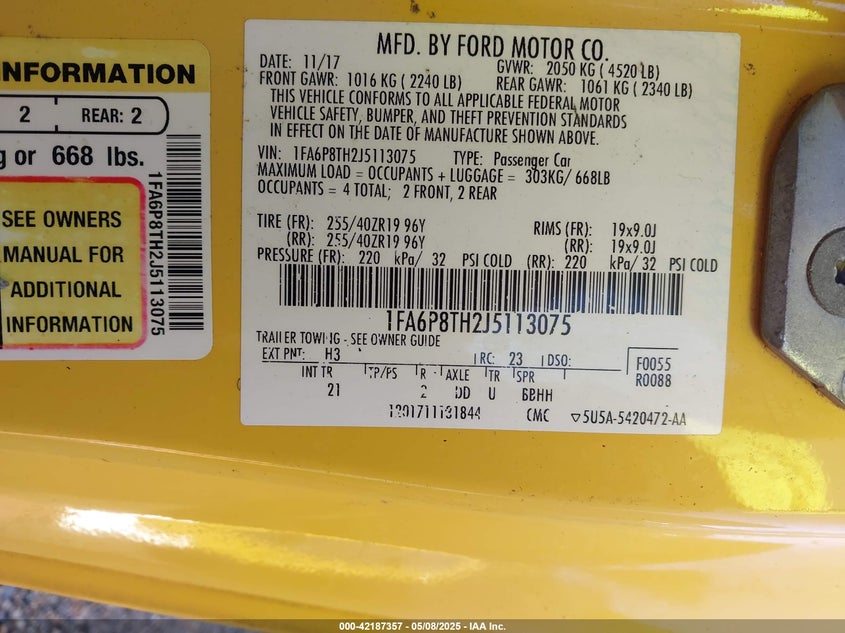 INFORMATION
2 REAR: 2
g or 668 lbs.
SEE OWNERS
MANUAL FOR
ADDITIONAL
INFORMATION
1FA6P8TH2J5113075
MFD. BY FORD MOTOR CO.
DATE: 11/17 GVWR: 2050 KG ( 4520 LB)
FRONT GAWR: 1016 KG ( 2240 LB) REAR GAWR: 1061 KG ( 2340 LB)
THIS VEHICLE CONFORMS TO ALL APPLICABLE FEDERAL MOTOR
VEHICLE SAFETY, BUMPER, AND THEFT PREVENTION STANDARDS
IN EFFECT ON THE DATE OF MANUFACTURE SHOWN ABOVE.
VIN: 1FA6P8TH2J5113075 TYPE: Passenger Car
MAXIMUM LOAD = OCCUPANTS + LUGGAGE = 303KG/ 668LB
OCCUPANTS = 4 TOTAL; 2 FRONT, 2 REAR
TIRE (FR): 255/40ZR19 96Y RIMS (FR): 19x9.0J
(RR): 255/40ZR19 96Y (RR): 19x9.0J
PRESSURE (FR): 220 kPa/ 32 PSI COLD (RR): 220 kPa/ 32 PSI COLD
1FA6P8TH2J5113075
TRAILER TOWING - SEE OWNER GUIDE
EXT PNT: H3 RC: 23 DSO: F0055
INT TR TP/PS R AXLE TR SPR R0088
21 2 DD U BBHH
CMC 5U5A-5420472-AA
000-42187357 - 05/08/2025 - IAA Inc.